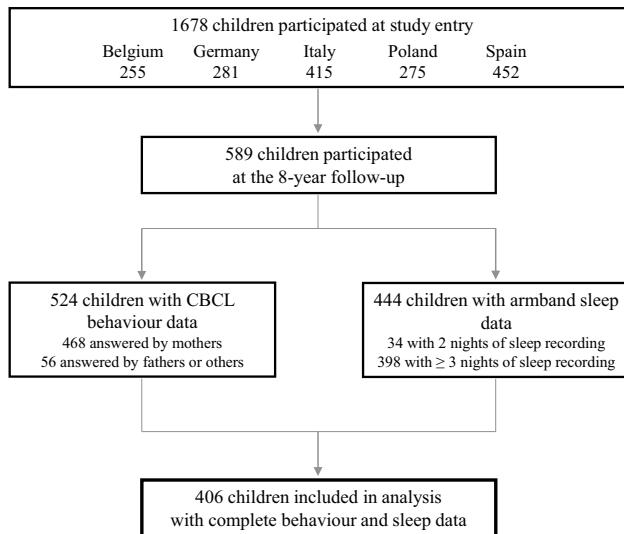 1678 children participated at study entry
Belgium Germany Italy Poland Spain
255 281 415 275 452
589 children participated
at the 8-year follow-up
524 children with CBCL
behaviour data
468 answered by mothers
56 answered by fathers or others
444 children with armband sleep
data
34 with 2 nights of sleep recording
398 with ≥ 3 nights of sleep recording
406 children included in analysis
with complete behaviour and sleep data